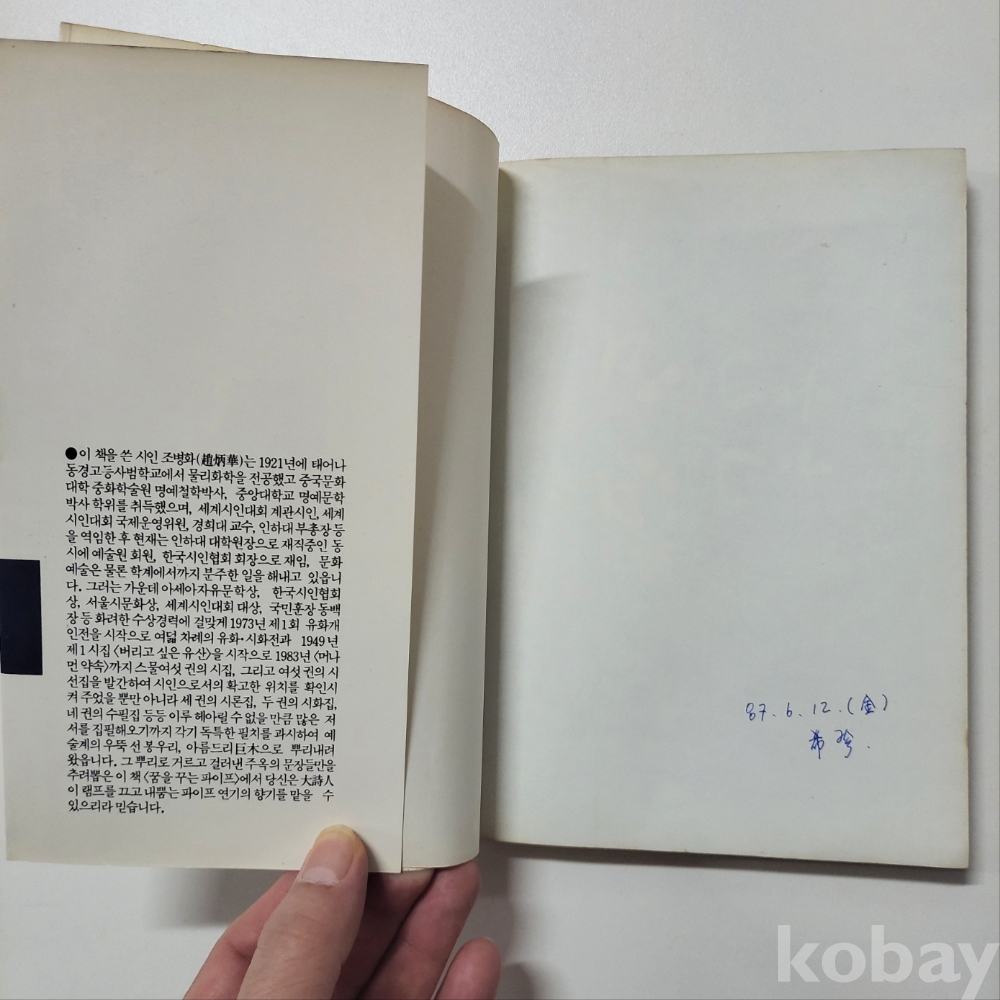 ●이 책을 쓴 시인 조병화(趙炳華)는 1921년에 태어나
동경고등사범학교에서 물리화학을 전공했고 중국문화
대학 중화학술원 명예철학박사, 중앙대학교 명예문학
박사 학위를 취득했으며, 세계시인대회 계관시인, 세계
시인대회 국제운영위원, 경희대 교수, 인하대 부총장 등
을 역임한 후 현재는 인하대 대학원장으로 재직중인 동
시에 예술원 회원, 한국시인협회 회장으로 재임, 문화
예술은 물론 학계에서까지 분주한 일을 해내고 있읍니
다. 그러는 가운데 아세아자유문학상, 한국시인협회
상, 서울시문화상, 세계시인대회 대상, 국민훈장 동백
장 등 화려한 수상경력에 걸맞게 1973년 제1회 유화개
인전을 시작으로 여덟 차례의 유화·시화전과 1949년
제1시집 〈버리고 싶은 유산〉을 시작으로 1983년 〈머나
먼 약속〉까지 스물여섯 권의 시집, 그리고 여섯 권의 시
선집을 발간하여 시인으로서의 확고한 위치를 확인시
켜 주었을 뿐만 아니라 세 권의 시론집, 두 권의 시화집,
네 권의 수필집 등등 이루 헤아릴 수 없을 만큼 많은 저
서를 집필해오기까지 각기 독특한 필치를 과시하여 예
술계의 우뚝 선 봉우리, 아름드리 巨木으로 뿌리내려
왔읍니다. 그 뿌리로 거르고 걸러낸 주옥의 문장들만을
추려뽑은 이 책 〈꿈을 꾸는 파이프〉에서 당신은 大詩人
이 램프를 끄고 내뿜는 파이프 연기의 향기를 맡을 수
있으리라 믿습니다.
87. 6. 12. (金)
希
kobay